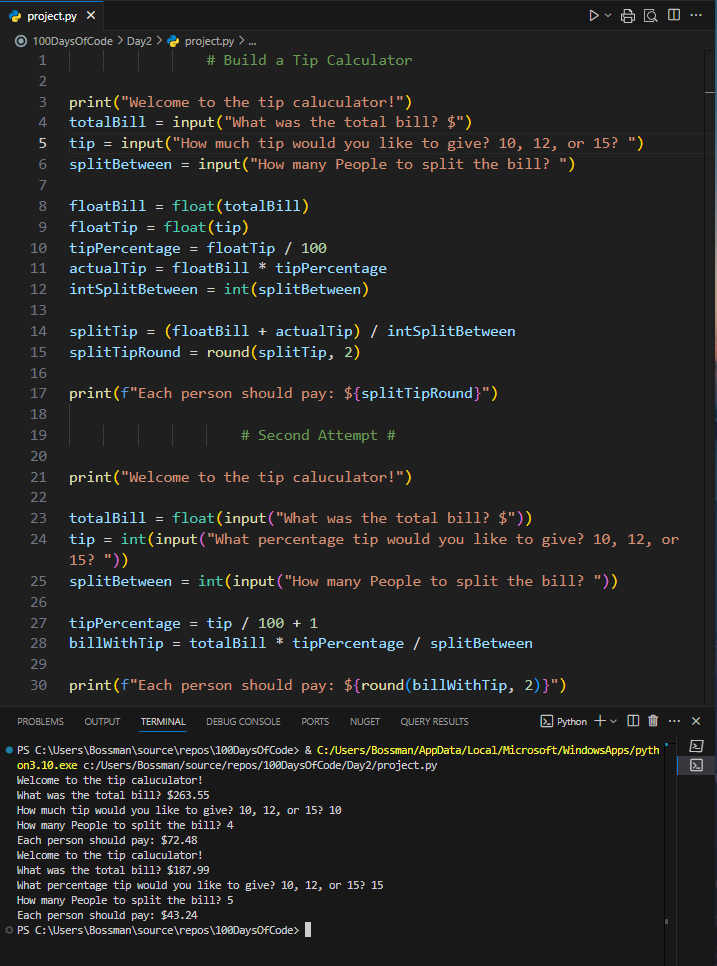 project.py
100DaysOfCode > Day2 > project.py > ...
1 # Build a Tip Calculator
2
3 print("Welcome to the tip caluculator!")
4 totalBill = input("What was the total bill? $")
5 tip = input("How much tip would you like to give? 10, 12, or 15? ")
6 splitBetween = input("How many People to split the bill? ")
7
8 floatBill = float(totalBill)
9 floatTip = float(tip)
10 tipPercentage = floatTip / 100
11 actualTip = floatBill * tipPercentage
12 intSplitBetween = int(splitBetween)
13
14 splitTip = (floatBill + actualTip) / intSplitBetween
15 splitTipRound = round(splitTip, 2)
16
17 print(f"Each person should pay: ${splitTipRound}")
18
19 # Second Attempt #
20
21 print("Welcome to the tip caluculator!")
22
23 totalBill = float(input("What was the total bill? $"))
24 tip = int(input("What percentage tip would you like to give? 10, 12, or
15? "))
25 splitBetween = int(input("How many People to split the bill? "))
26
27 tipPercentage = tip / 100 + 1
28 billWithTip = totalBill * tipPercentage / splitBetween
29
30 print(f"Each person should pay: ${round(billWithTip, 2)}")
PROBLEMS OUTPUT TERMINAL DEBUG CONSOLE PORTS NUGET QUERY RESULTS Python
PS C:\Users\Bossman\source\repos\100DaysOfCode> & C:/Users/Bossman/AppData/Local/Microsoft/WindowsApps/pyth
on3.10.exe c:/Users/Bossman/source/repos/100DaysOfCode/Day2/project.py
Welcome to the tip caluculator!
What was the total bill? $263.55
How much tip would you like to give? 10, 12, or 15? 10
How many People to split the bill? 4
Each person should pay: $72.48
Welcome to the tip caluculator!
What was the total bill? $187.99
What percentage tip would you like to give? 10, 12, or 15? 15
How many People to split the bill? 5
Each person should pay: $43.24
PS C:\Users\Bossman\source\repos\100DaysOfCode>